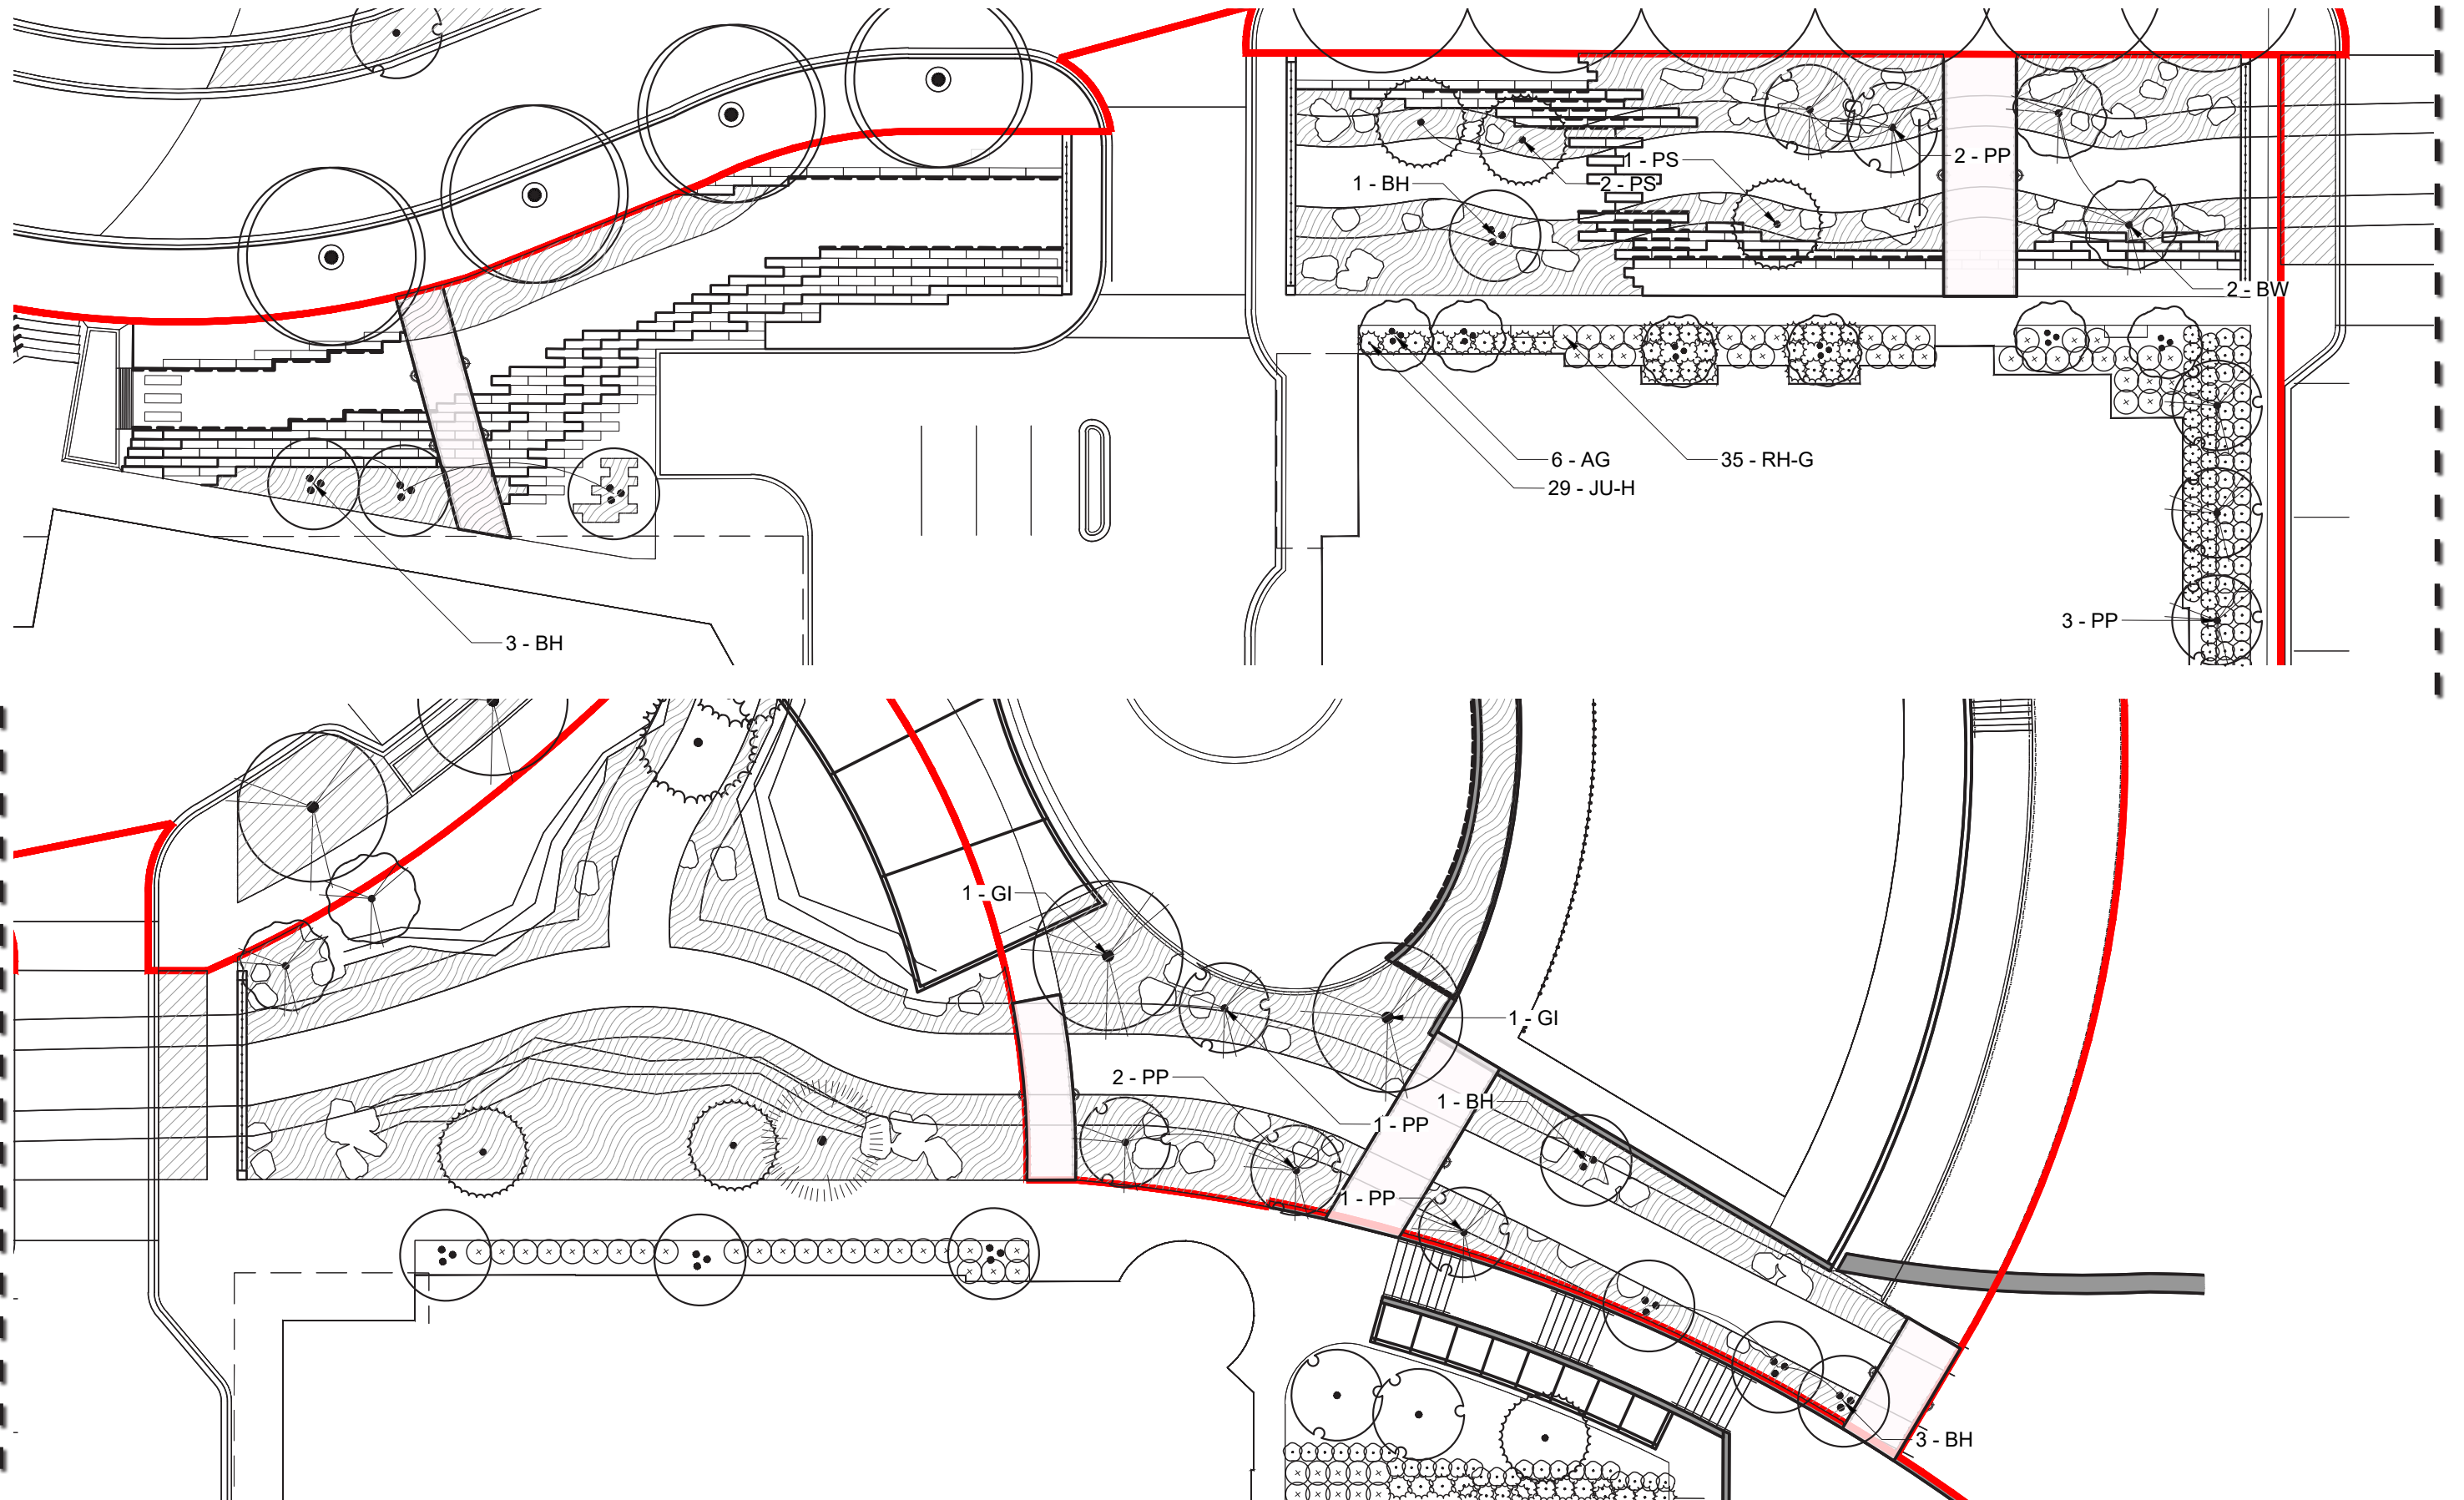 1 - PS
2 - PP
1 - BH
2 - PS
2 - BW
6 - AG
35 - RH-G
29 - JU-H
3 - PP
3 - BH
1 - GI
1 - GI
2 - PP
1 - BH
1 - PP
1 - PP
3 - BH